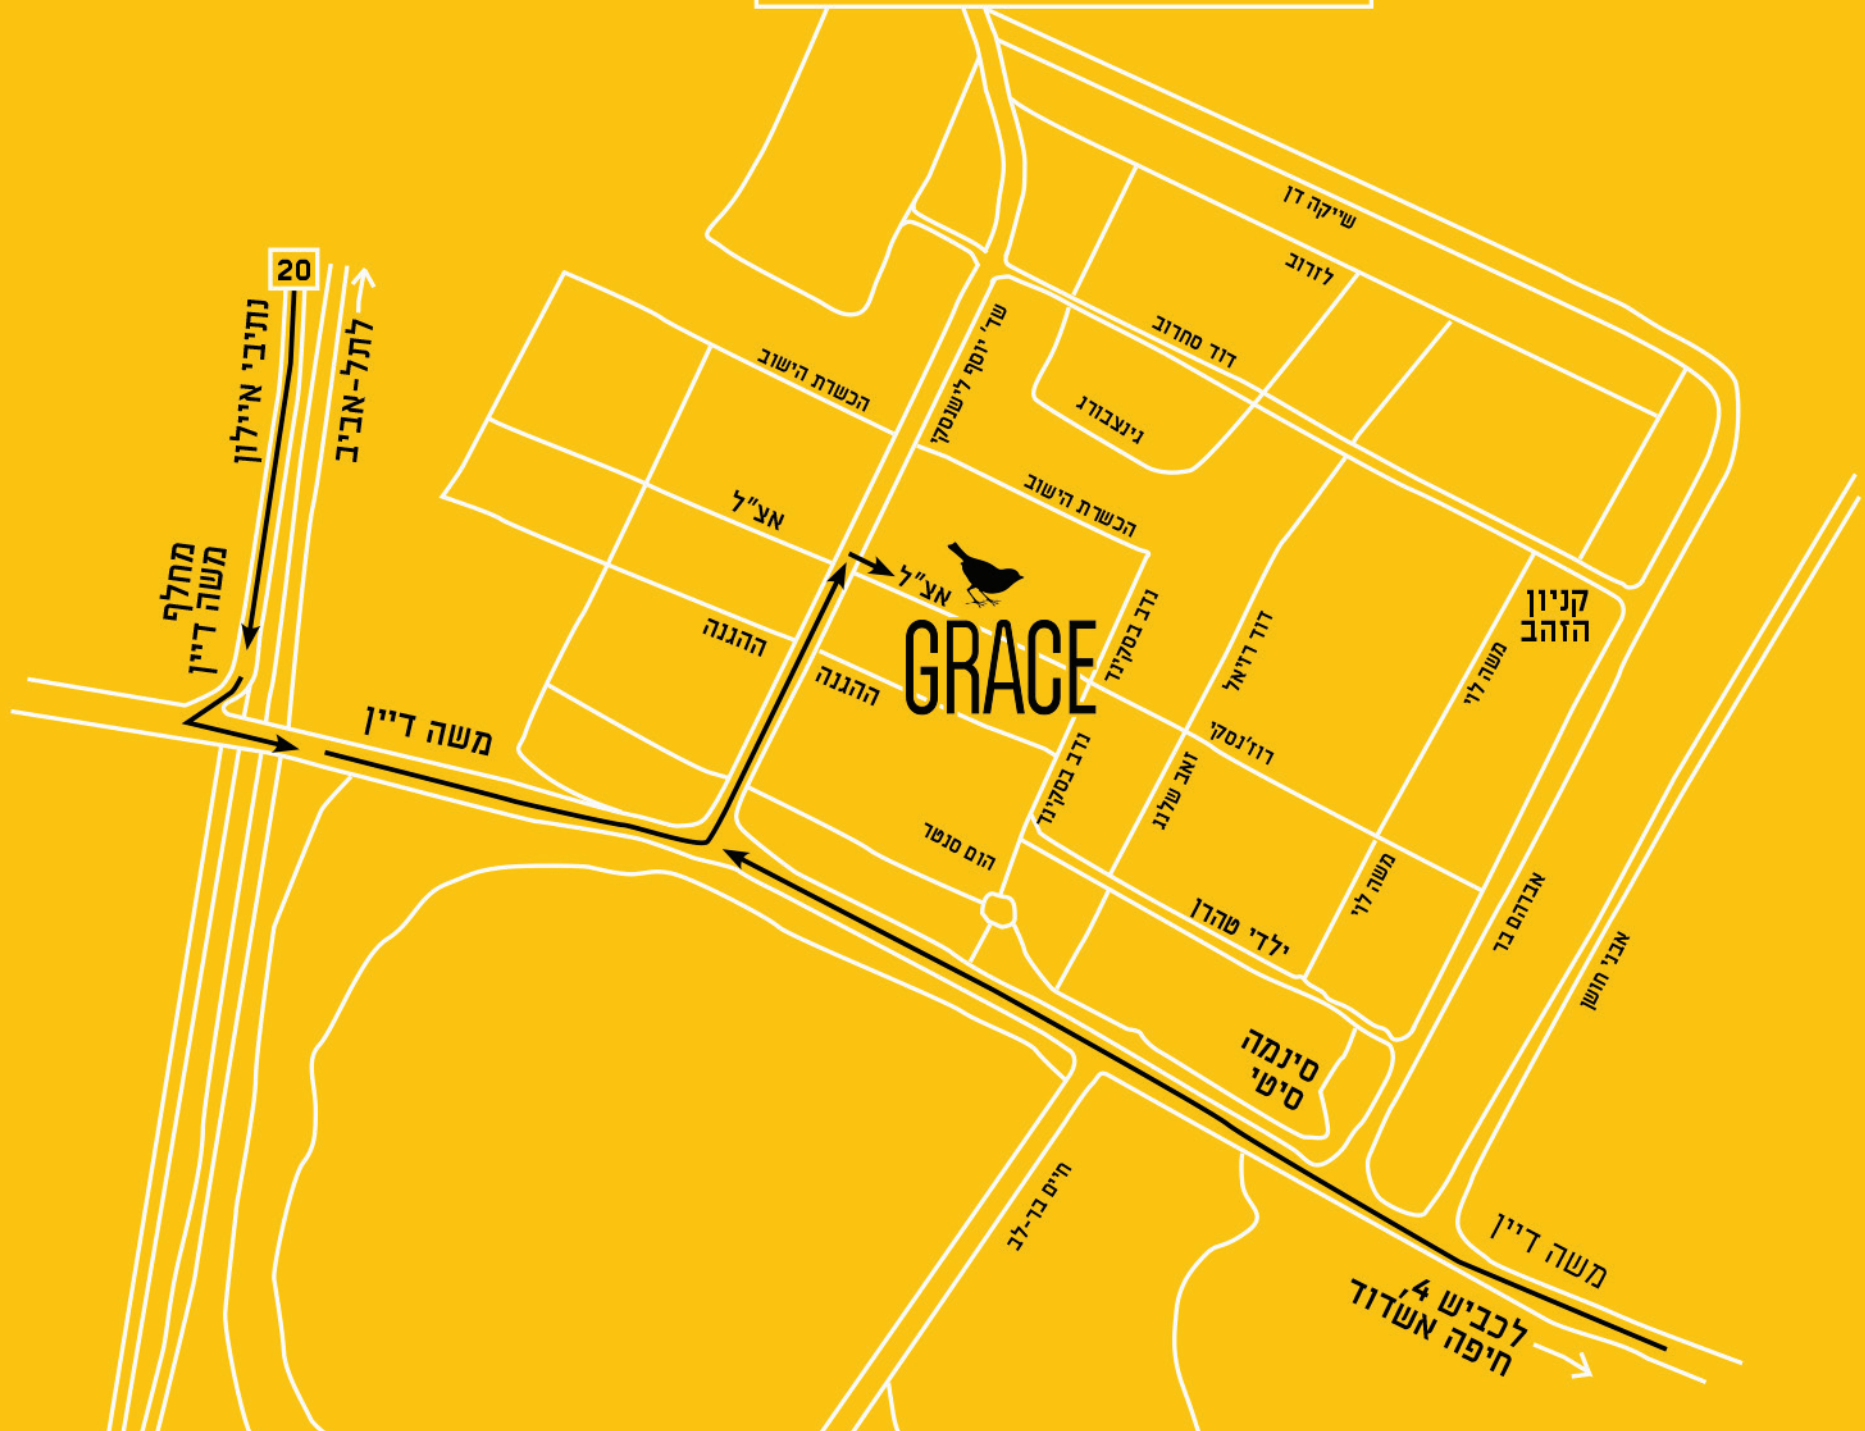 שייקה דן
לזרוב
דוד סחרוב
גינצבורג
שד׳ יוסף לישנסקי
הכשרת הישוב
הכשרת הישוב
20
נתיבי איילון
לתל-אביב
מחלף
משה דיין
משה דיין
אצ״ל
אצ״ל
ההגנה
ההגנה
GRACE
נדב בסקינד
נדב בסקינד
דוד רזיאל
משה לוי
קניון
הזהב
רוז׳נסקי
זאב שלנג
הום סנטר
משה לוי
ילדי טהרן
אברהם בר
אבני חושן
סינמה
סיטי
חיים בר-לב
משה דיין
לכביש 4,
חיפה אשדוד